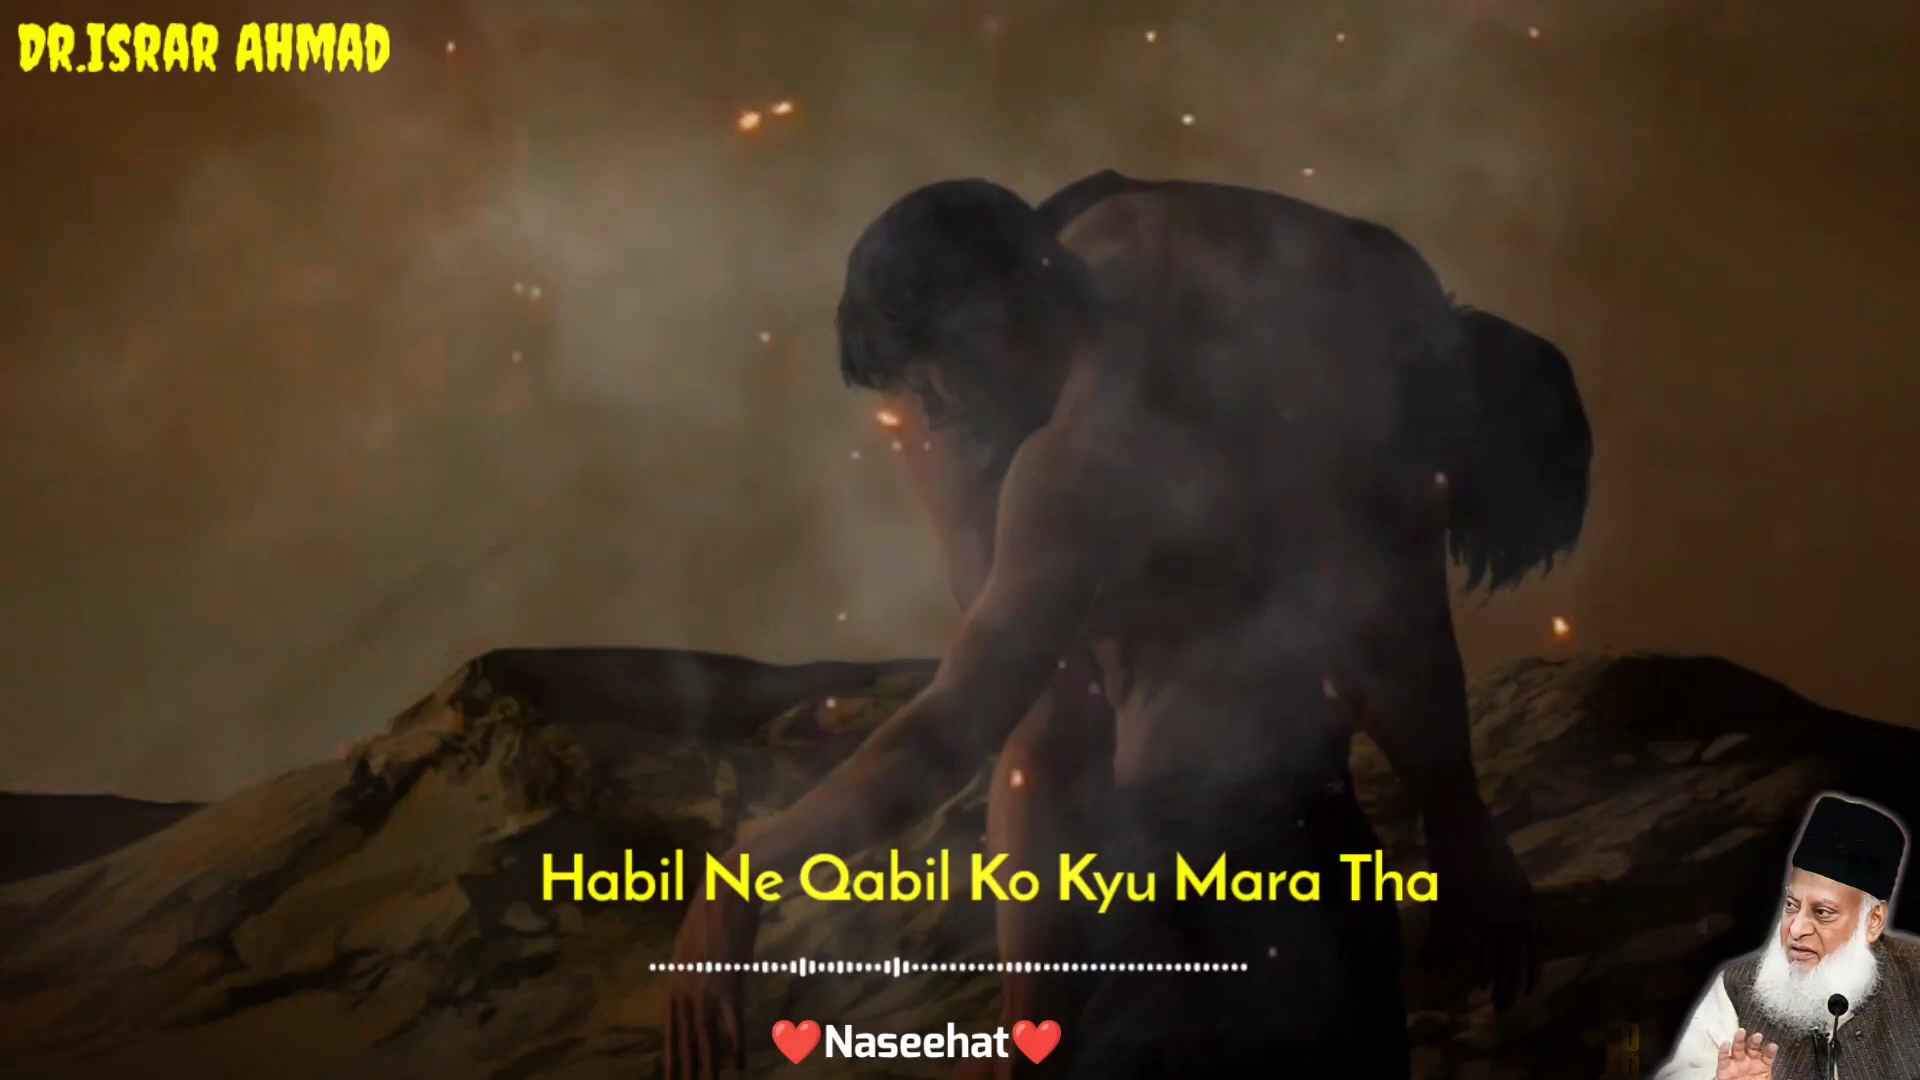 DR.ISRAR AHMAD
Habil Ne Qabil Ko Kyu Mara Tha
❤️Naseehat❤️